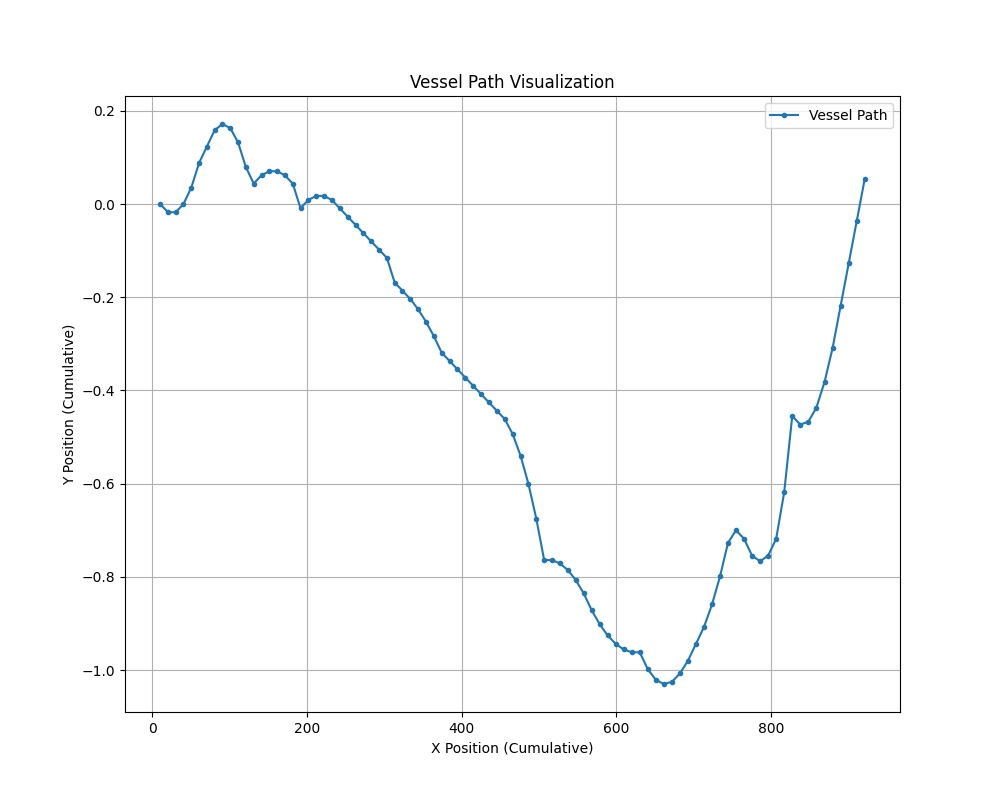 Vessel Path Visualization
Vessel Path
Y Position (Cumulative)
0.2
0.0
−0.2
−0.4
−0.6
−0.8
−1.0
0 200 400 600 800
X Position (Cumulative)